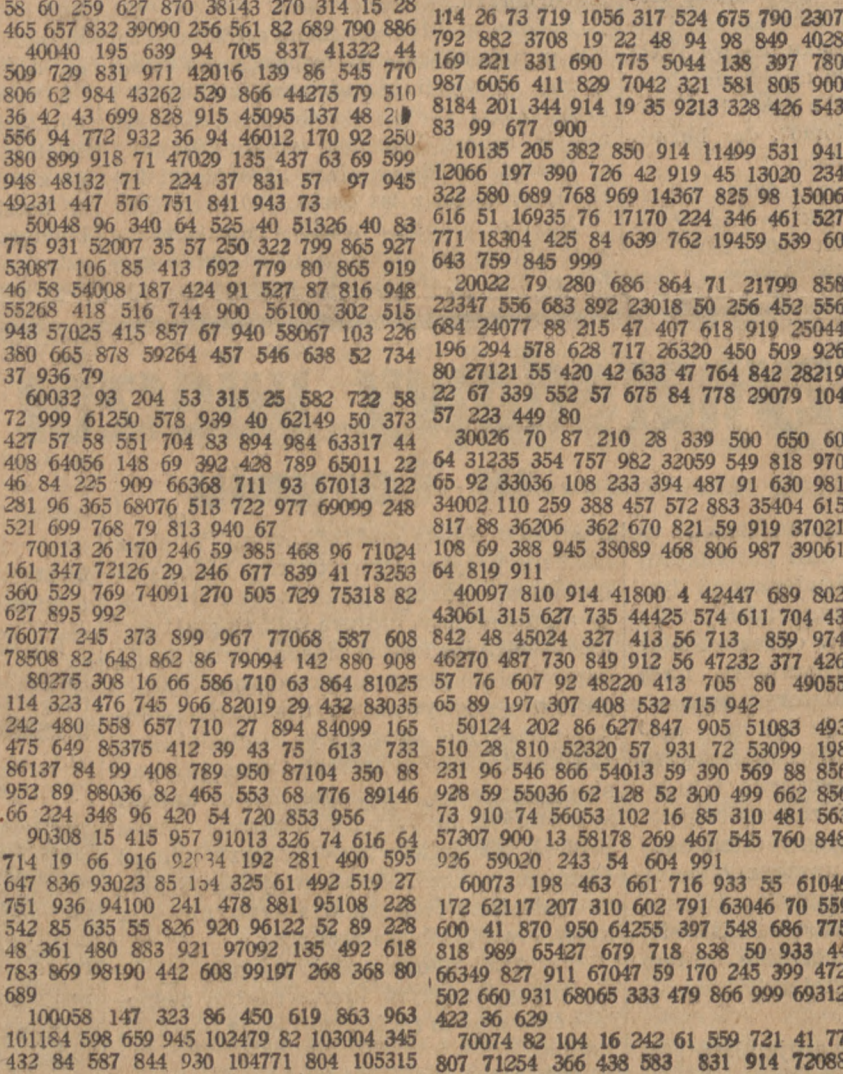 58 60 259 627 870 38143 270 314 15 28
465 657 832 39090 256 561 82 689 790 886
40040 195 639 94 705 837 41322 44
509 729 831 971 42016 139 86 545 770
806 62 984 43262 529 866 44275 79 510
36 42 43 699 828 915 45095 137 48
556 94 772 932 36 94 46012 170 92 250
380 899 918 71 47029 135 437 63 69 599
948 48132 71 224 37 831 57 97 945
49231 447 576 751 841 943 73
50048 96 340 64 525 40 51326 40 83
775 931 52007 35 57 250 322 799 865 927
53087 106 85 413 692 779 80 865 919
46 58 54008 187 424 91 527 87 816 948
55268 418 516 744 900 56100 302 515
943 57025 415 857 67 940 58067 103 226
380 665 878 59264 457 546 638 52 734
37 936 79
60032 93 204 53 315 25 582 722 58
72 999 61250 578 939 40 62149 50 373
427 57 58 551 704 83 894 984 63317 44
408 64056 148 69 392 428 789 65011 22
46 84 225 909 66368 711 93 67013 122
281 96 365 68076 513 722 977 69099 248
521 699 768 79 813 940 67
70013 26 170 246 59 385 468 96 71024
161 347 72126 29 246 677 839 41 73253
360 529 769 74091 270 505 729 75318 82
627 895 992
76077 245 373 899 967 77068 587 608
78508 82 648 862 86 79094 142 880 908
80275 308 16 66 586 710 63 864 81025
114 323 476 745 966 82019 29 432 83035
242 480 558 657 710 27 894 84099 165
475 649 85375 412 39 43 75 613 733
86137 84 99 408 789 950 87104 350 88
952 89 88036 82 465 553 68 776 89146
66 224 348 96 420 54 720 853 956
90308 15 415 957 91013 326 74 616 64
714 19 66 916 192 281 490 595
647 836 93023 85 154 325 61 492 519 27
751 936 94100 241 478 881 95108 228
542 85 635 55 826 920 96122 52 89 228
48 361 480 883 921 97092 135 492 618
783 869 98190 442 608 99197 268 368 80
689
100058 147 323 86 450 619 863 963
101184 598 659 945 102479 82 103004 345
432 84 587 844 930 104771 804 105315
114 26 73 719 1056 317 524 675 790 2307
792 882 3708 19 22 48 94 98 849 4028
169 221 331 690 775 5044 138 397 780
987 6056 411 829 7042 321 581 805 900
8184 201 344 914 19 35 9213 328 426 543
83 99 677 900
10135 205 382 850 914 11499 531 941
12066 197 390 726 42 919 45 13020 234
322 580 689 768 969 14367 825 98 15006
616 51 16935 76 17170 224 346 461 527
771 18304 425 84 639 762 19459 539 60
643 759 845 999
20022 79 280 686 864 71 21799 858
22347 556 683 892 23018 50 256 452 556
684 24077 88 215 47 407 618 919 25044
196 294 578 628 717 26320 450 509 926
80 27121 55 420 42 633 47 764 842 28219
22 67 339 552 57 675 84 778 29079 104
57 223 449 80
30026 70 87 210 28 339 500 650 60
64 31235 354 757 982 32059 549 818 970
65 92 33036 108 233 394 487 91 630 981
34002 110 259 388 457 572 883 35404 615
817 88 36206 362 670 821 59 919 37021
108 69 388 945 38089 468 806 987 39061
64 819 911
40097 810 914 41800 4 42447 689 802
43061 315 627 735 44425 574 611 704 43
842 48 45024 327 413 56 713 859 974
46270 487 730 849 912 56 47232 377 426
57 76 607 92 48220 413 705 80 49055
65 89 197 307 408 532 715 942
50124 202 86 627 847 905 51083 493
510 28 810 52320 57 931 72 53099 198
231 96 546 866 54013 59 390 569 88 856
928 59 55036 62 128 52 300 499 662 856
73 910 74 56053 102 16 85 310 481 563
57307 900 13 58178 269 467 545 760 848
926 59020 243 54 604 991
60073 198 463 661 716 933 55
172 62117 207 310 602 791 63046 70 559
600 41 870 950 64255 397 548 686 775
818 989 65427 679 718 838 50 933
66349 827 911 67047 59 170 245 399 472
502 660 931 68065 333 479 866 999 69312
422 36 629
70074 82 104 16 242 61 559 721 41 77
807 71254 366 438 583 831 914 72088